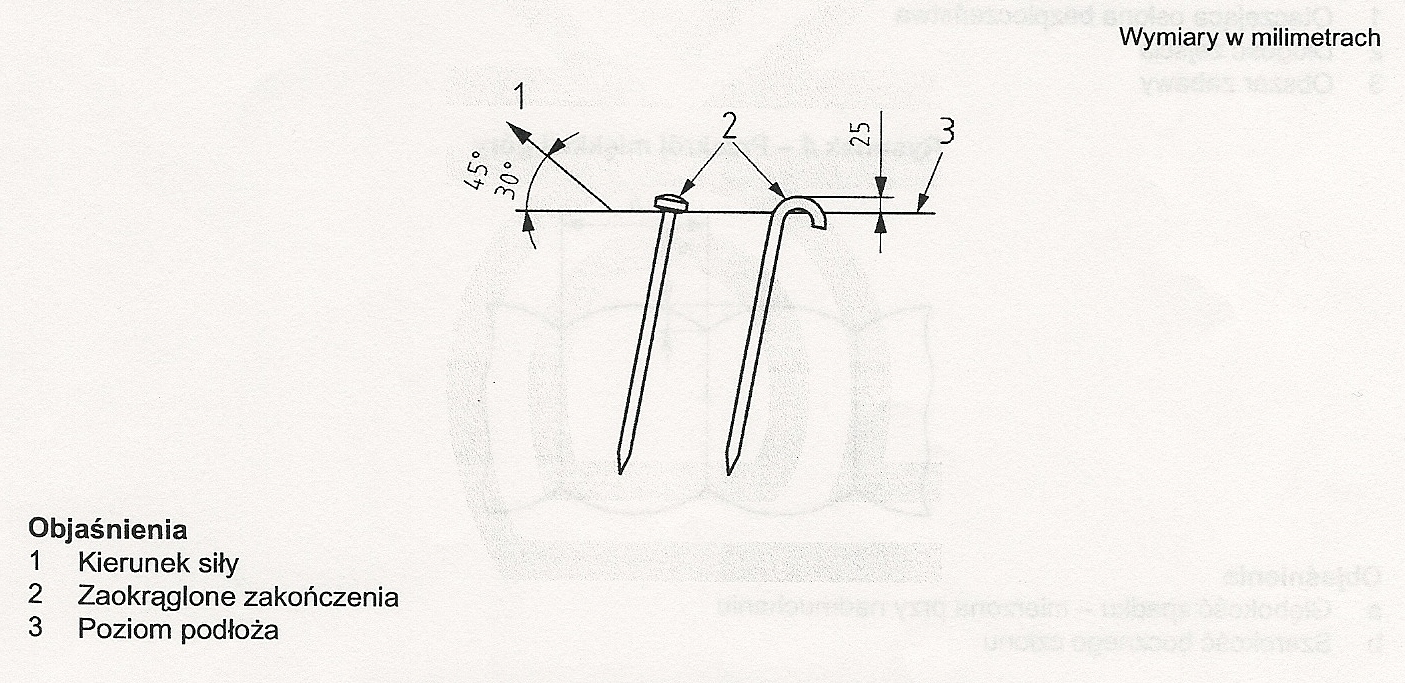 Wymiary w milimetrach
1
2
25
3
45°
30°
Objaśnienia
1 Kierunek siły
2 Zaokrąglone zakończenia
3 Poziom podłoża